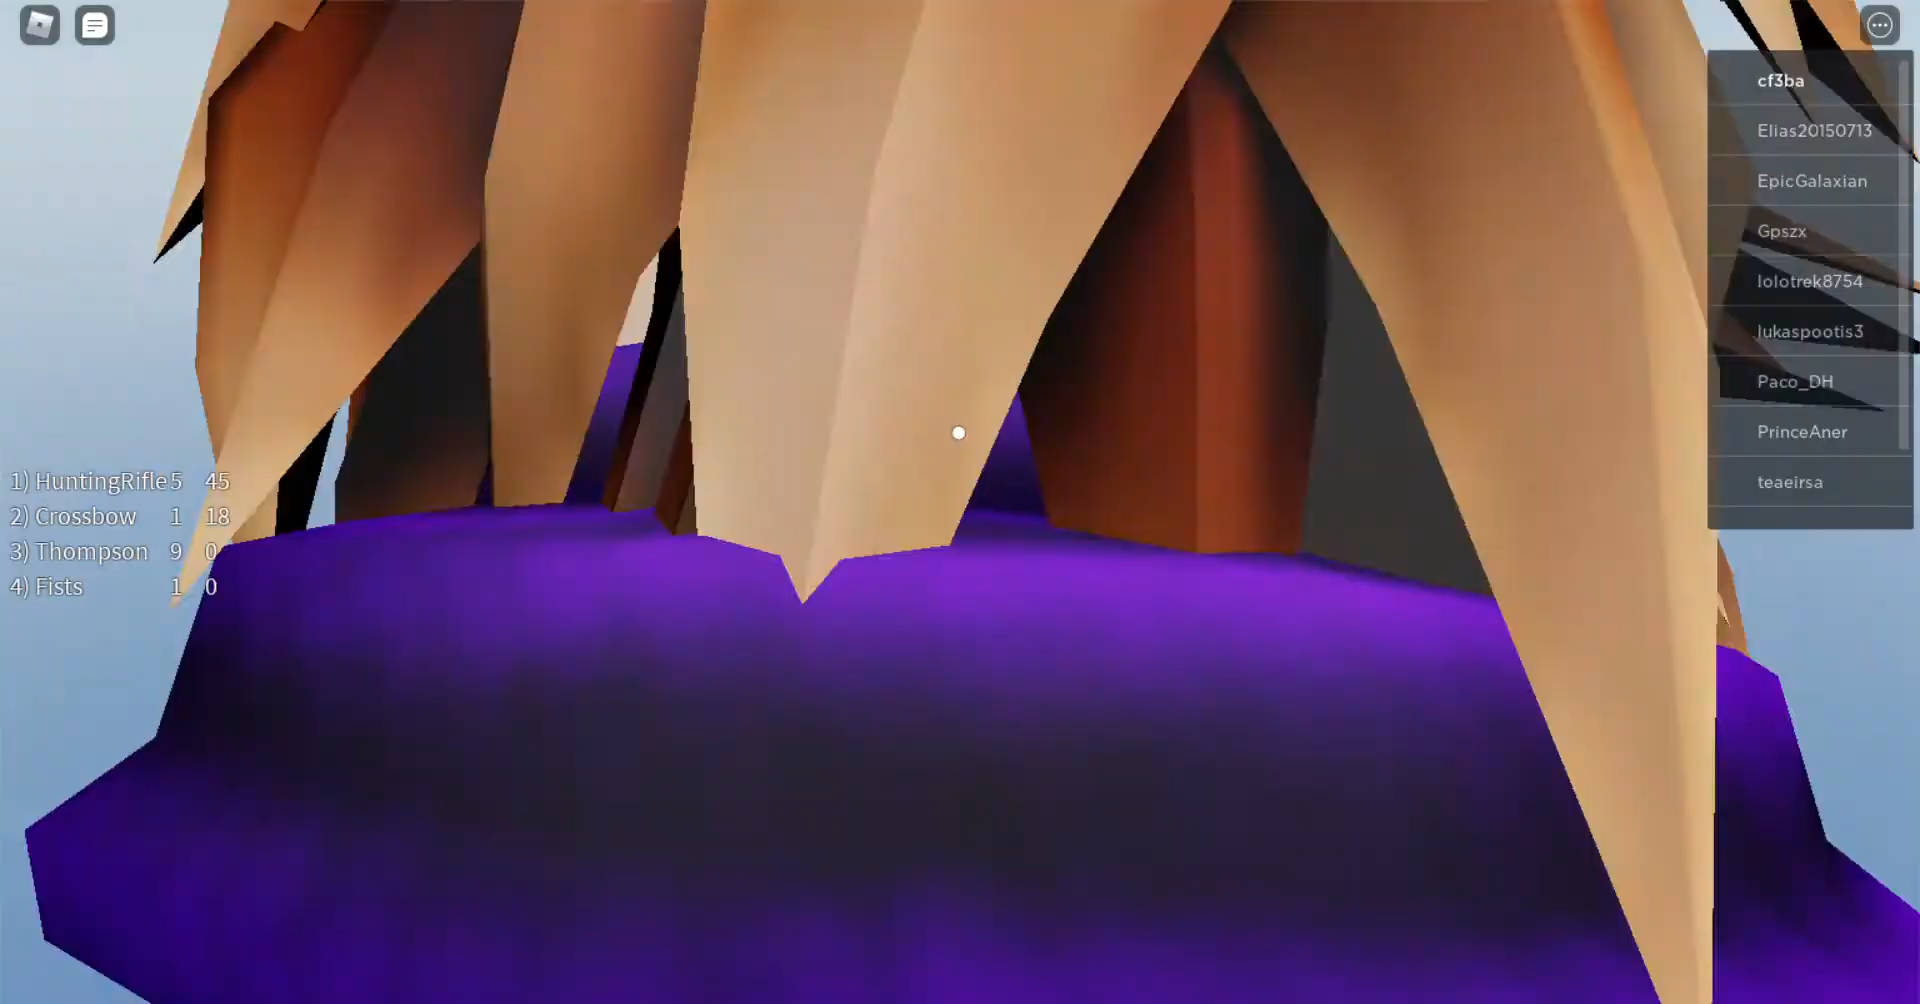 cf3ba
Elias20150713
EpicGalaxian
Gpszx
lolotrek8754
lukaspootis3
Paco_DH
PrinceAner
teaeirsa
1) HuntingRifle 5 45
2) Crossbow 1 18
3) Thompson 9 0
4) Fists 1 0